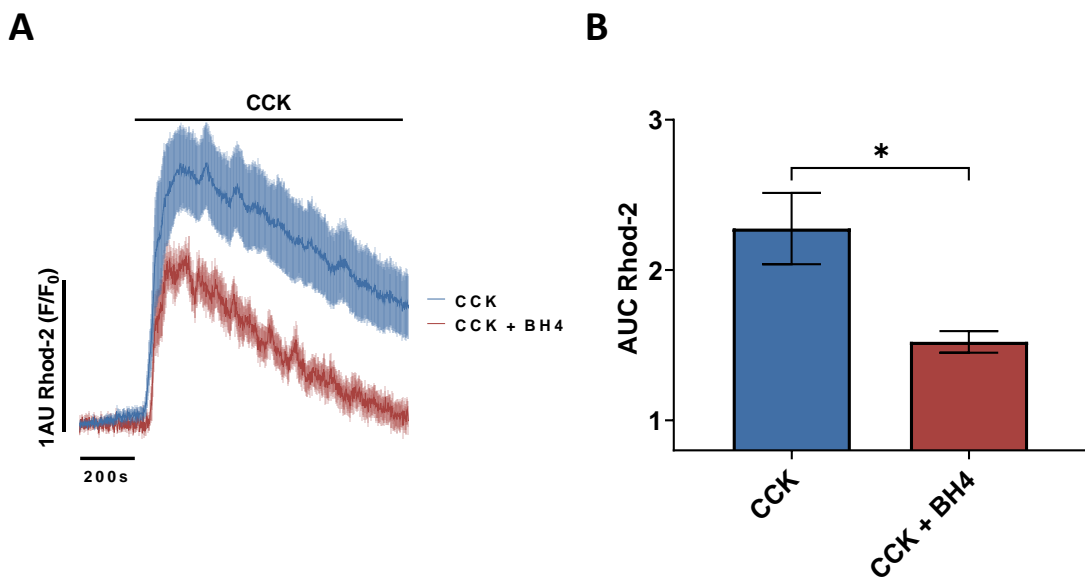 A
CCK
1AU Rhod-2 (F/F₀)
CCK
CCK + BH4
200s
B
AUC Rhod-2
3
2
1
*
CCK
CCK + BH4